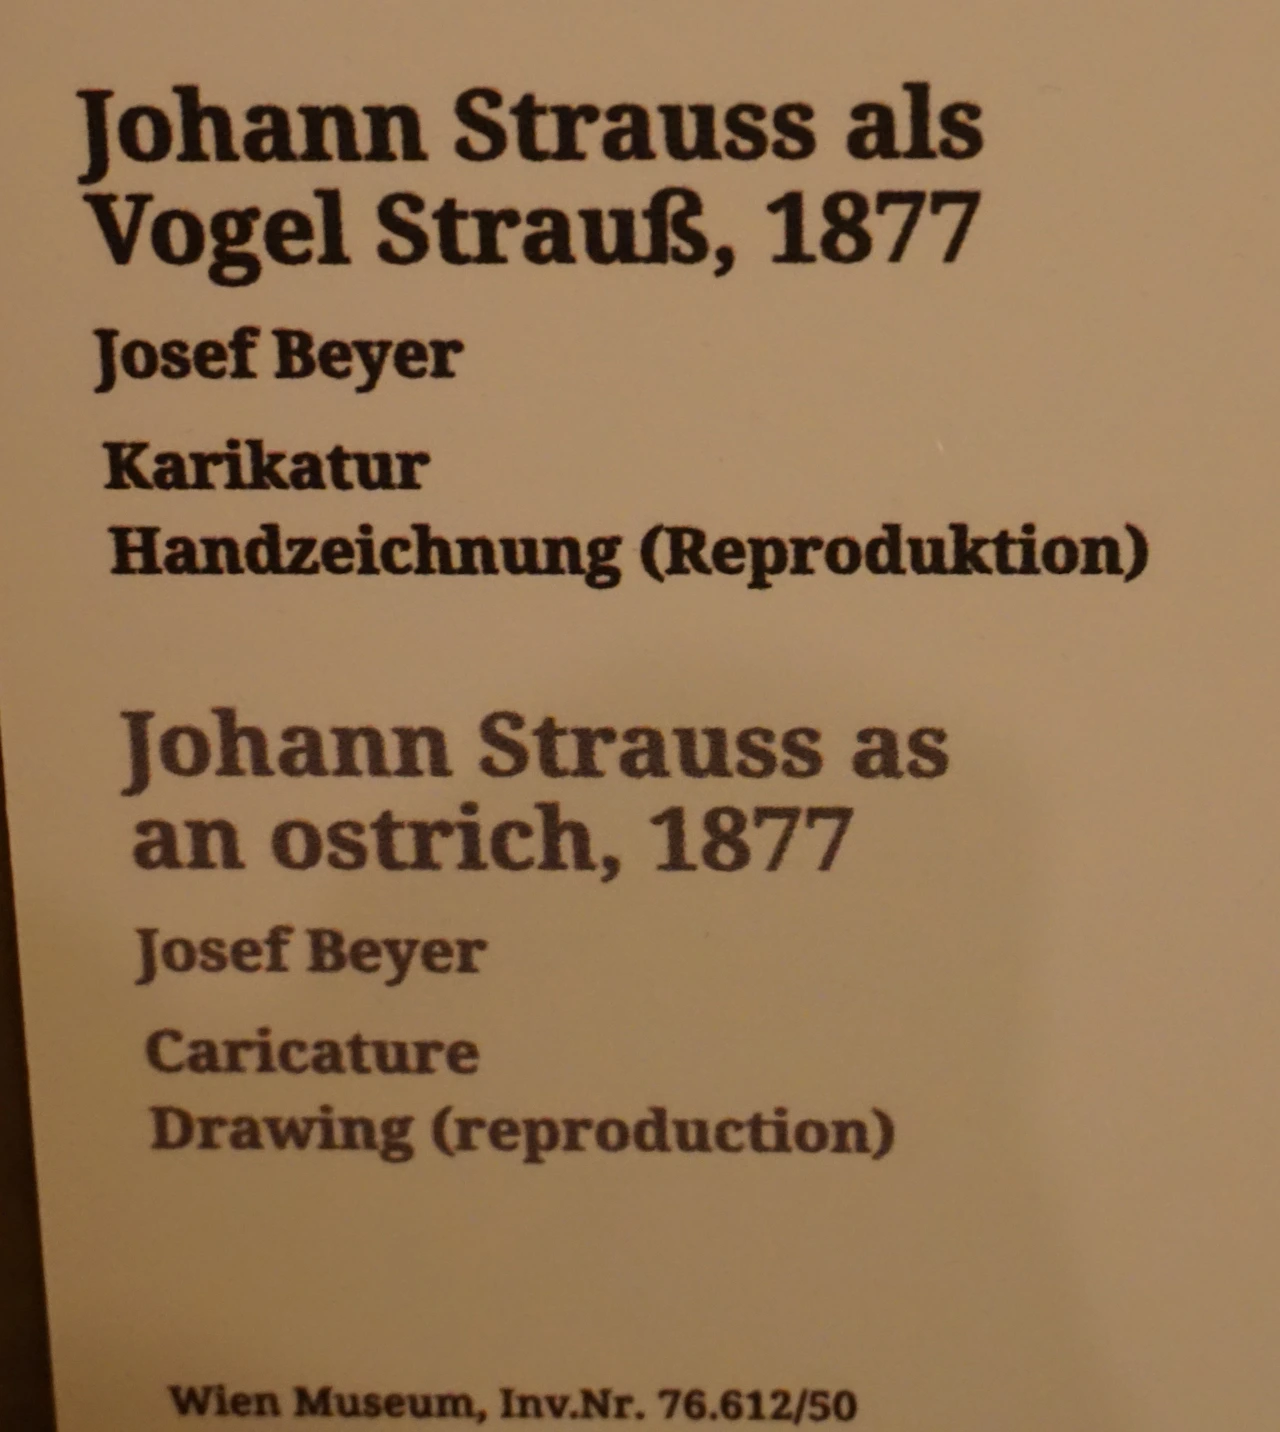 Johann Strauss als
Vogel Strauß, 1877
Josef Beyer
Karikatur
Handzeichnung (Reproduktion)
Johann Strauss as
an ostrich, 1877
Josef Beyer
Caricature
Drawing (reproduction)
Wien Museum, Inv.Nr. 76.612/50